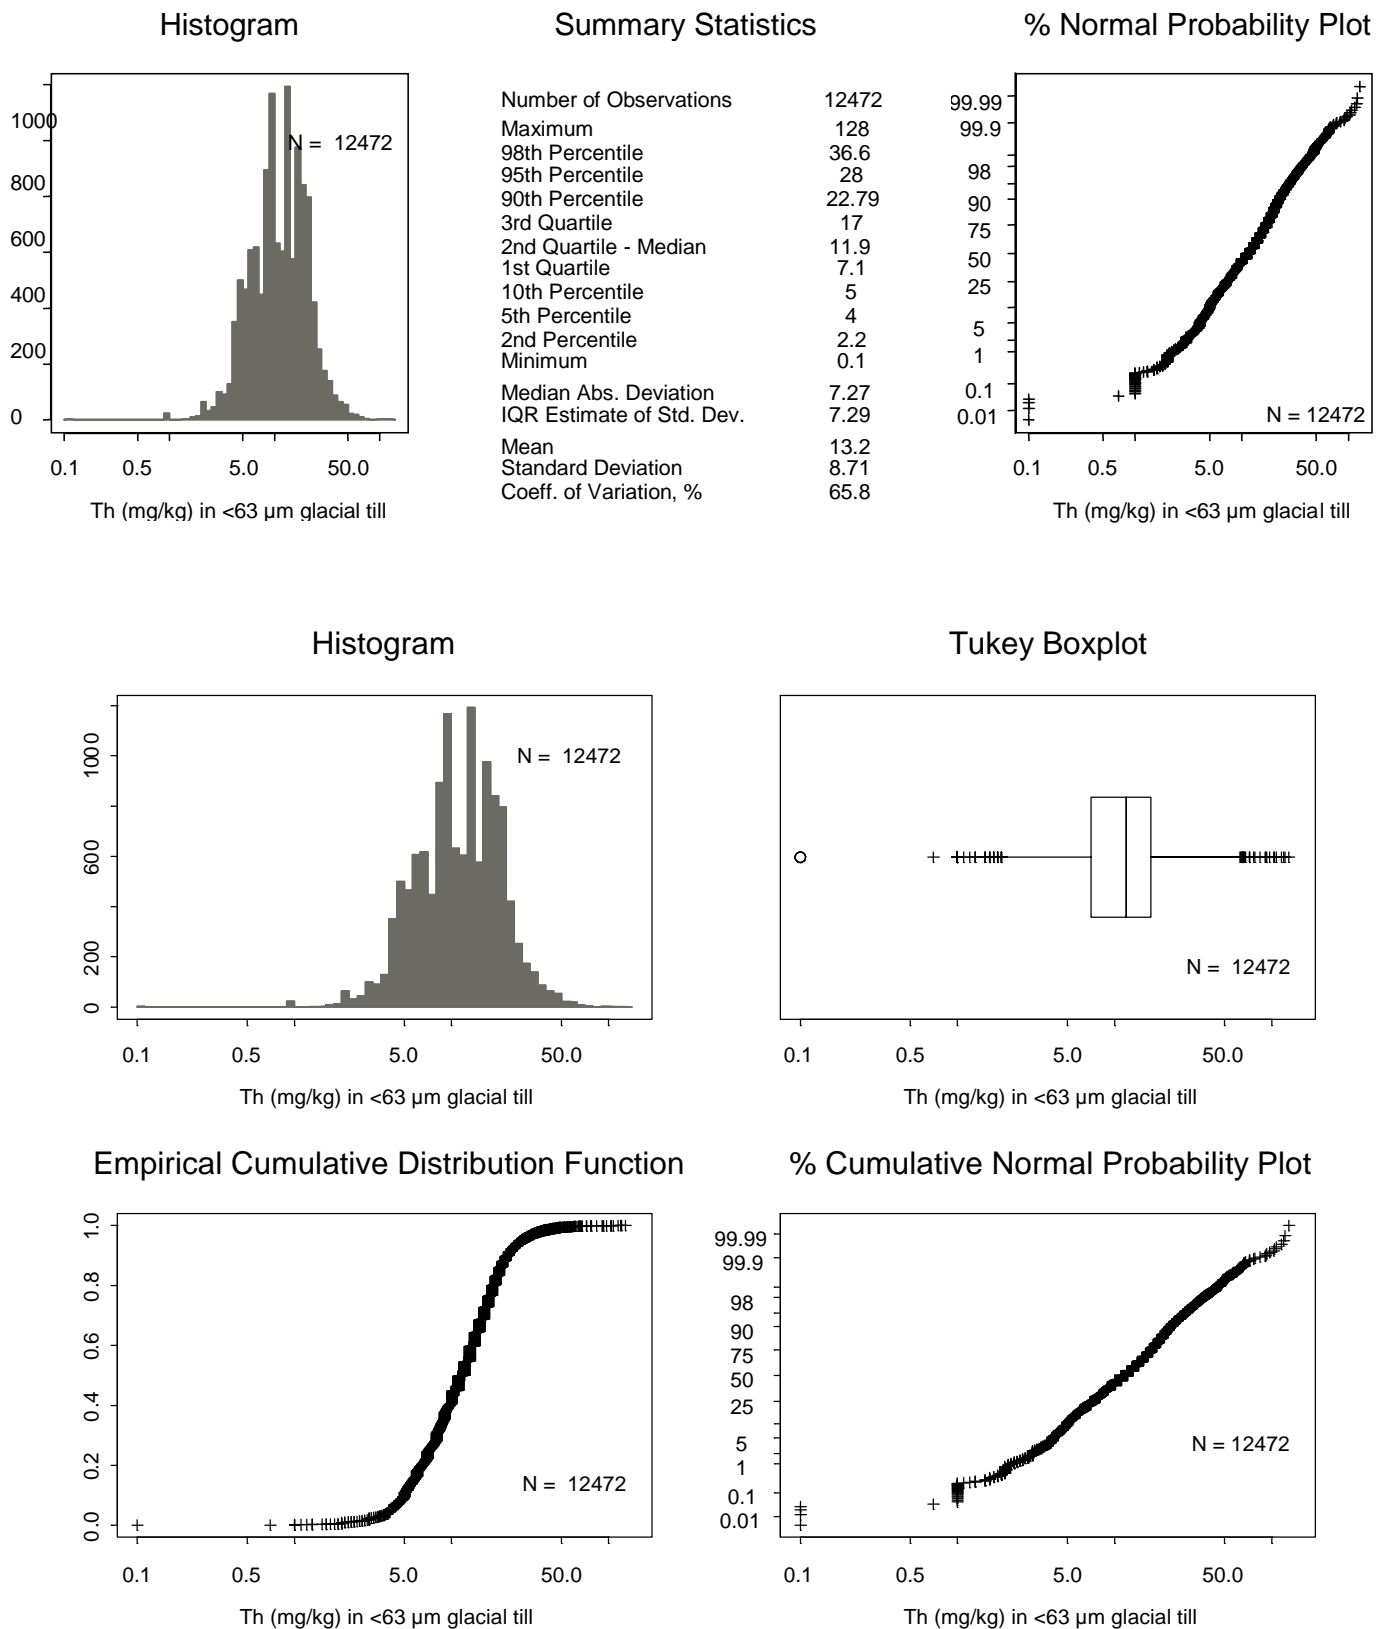 Histogram
1000
800
600
400
200
0
N = 12472
0.1 0.5 5.0 50.0
Th (mg/kg) in <63 µm glacial till
Summary Statistics
Number of Observations 12472
Maximum 128
98th Percentile 36.6
95th Percentile 28
90th Percentile 22.79
3rd Quartile 17
2nd Quartile - Median 11.9
1st Quartile 7.1
10th Percentile 5
5th Percentile 4
2nd Percentile 2.2
Minimum 0.1
Median Abs. Deviation 7.27
IQR Estimate of Std. Dev. 7.29
Mean 13.2
Standard Deviation 8.71
Coeff. of Variation, % 65.8
% Normal Probability Plot
99.99
99.9
98
90
75
50
25
5
1
0.1
0.01
N = 12472
0.1 0.5 5.0 50.0
Th (mg/kg) in <63 µm glacial till
Histogram
1000
600
200
0
N = 12472
0.1 0.5 5.0 50.0
Th (mg/kg) in <63 µm glacial till
Tukey Boxplot
N = 12472
0.1 0.5 5.0 50.0
Th (mg/kg) in <63 µm glacial till
Empirical Cumulative Distribution Function
1.0
0.8
0.6
0.4
0.2
0.0
N = 12472
0.1 0.5 5.0 50.0
Th (mg/kg) in <63 µm glacial till
% Cumulative Normal Probability Plot
99.99
99.9
98
90
75
50
25
5
1
0.1
0.01
N = 12472
0.1 0.5 5.0 50.0
Th (mg/kg) in <63 µm glacial till